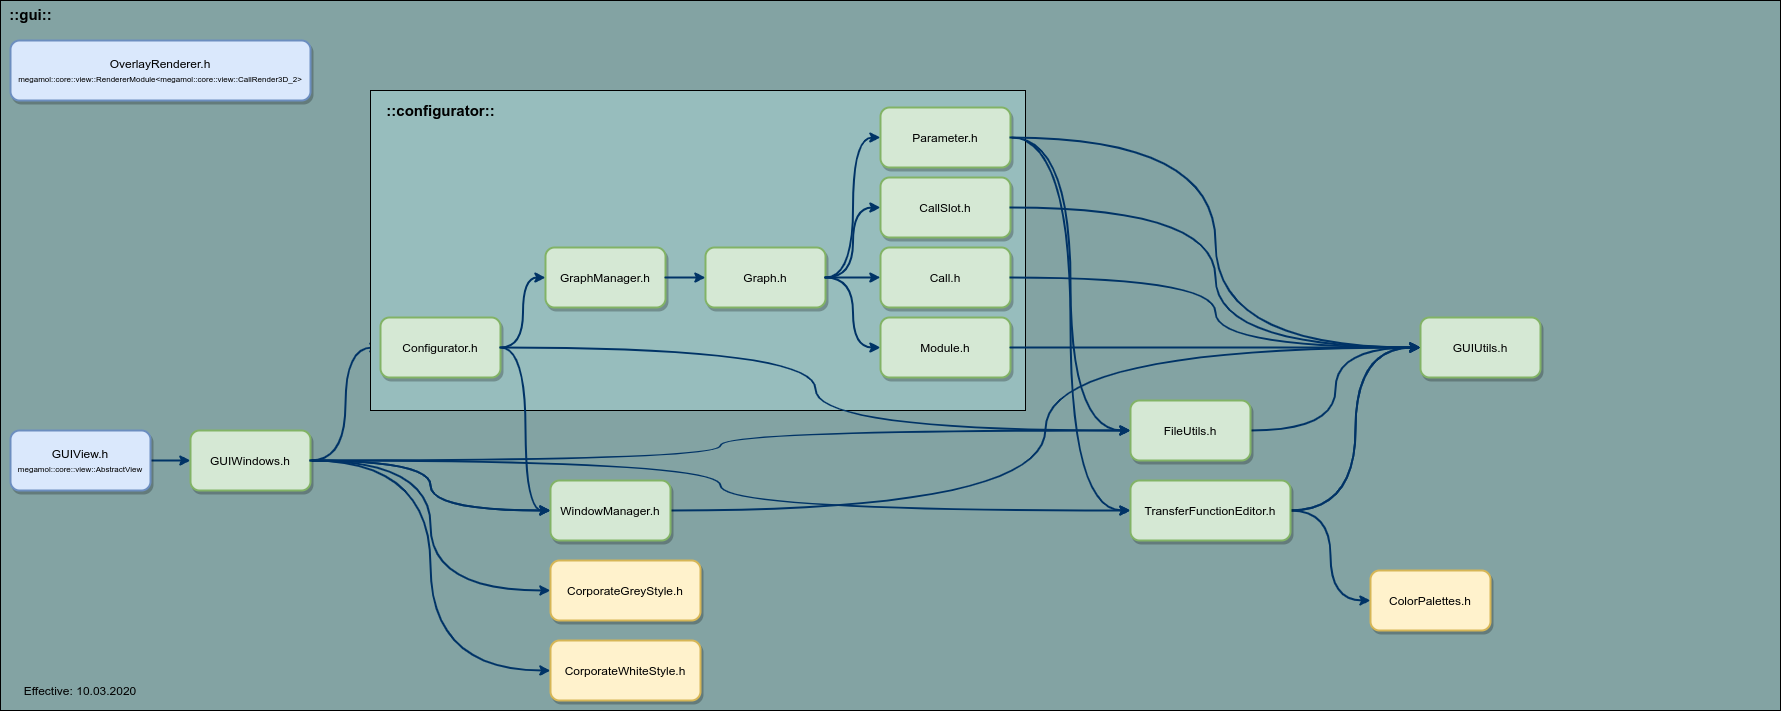 ::gui::
OverlayRenderer.h
megamol::core::view::RendererModule<megamol::core::view::CallRender3D_2>
::configurator::
Parameter.h
CallSlot.h
GraphManager.h
Graph.h
Call.h
Configurator.h
Module.h
GUIUtils.h
FileUtils.h
GUIView.h
megamol::core::view::AbstractView
GUIWindows.h
WindowManager.h
TransferFunctionEditor.h
CorporateGreyStyle.h
ColorPalettes.h
CorporateWhiteStyle.h
Effective: 10.03.2020